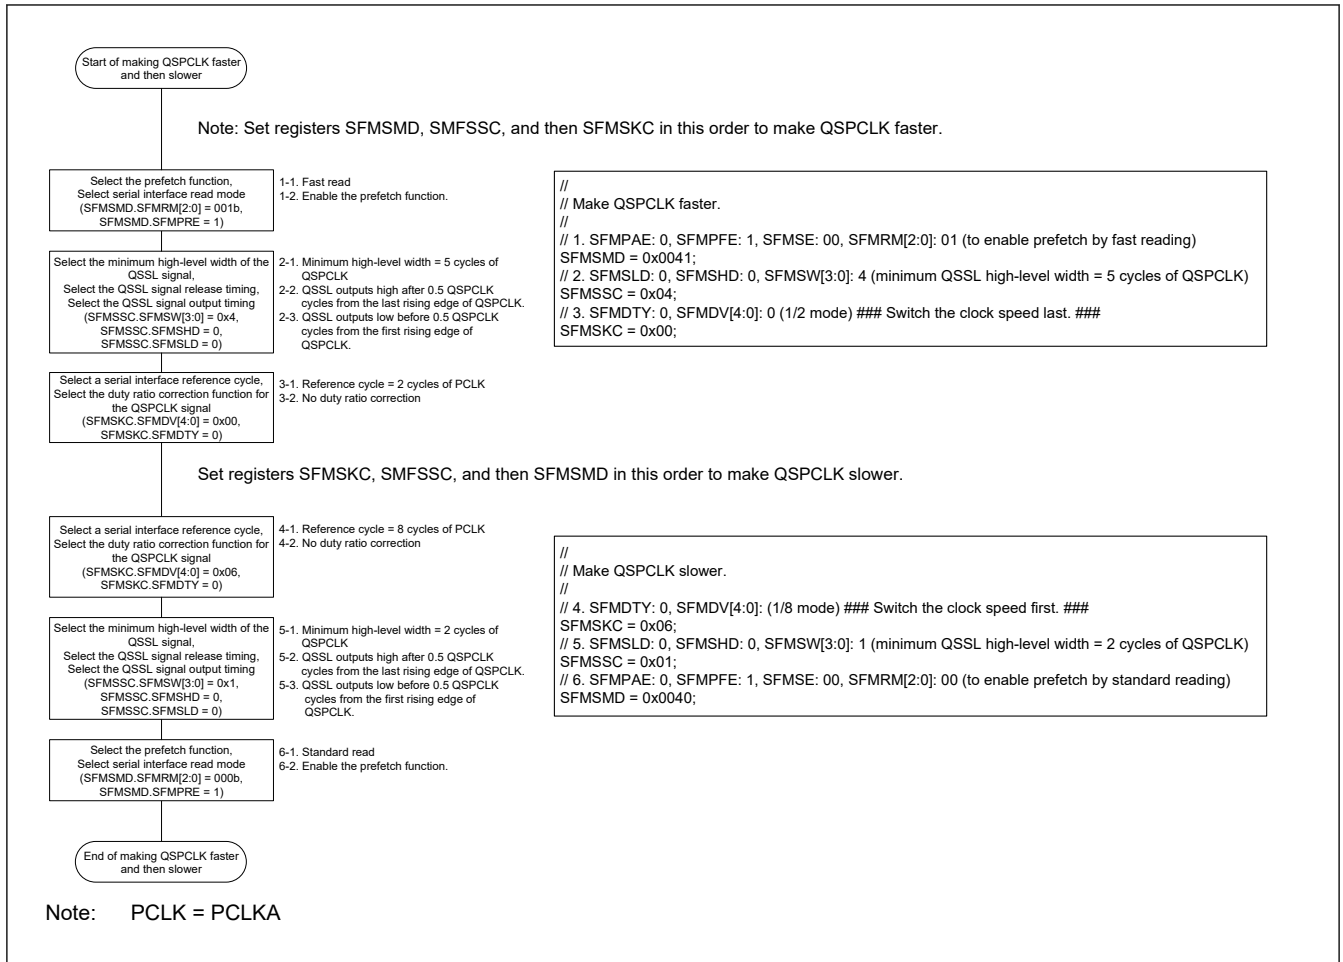 Start of making QSPCLK faster
and then slower
Note: Set registers SFMSMD, SMFSSC, and then SFMSKC in this order to make QSPCLK faster.
Select the prefetch function,
Select serial interface read mode
(SFMSMD.SFMRM[2:0] = 001b,
SFMSMD.SFMPRE = 1)
1-1. Fast read
1-2. Enable the prefetch function.
Select the minimum high-level width of the
QSSL signal,
Select the QSSL signal release timing,
Select the QSSL signal output timing
(SFMSSC.SFMSW[3:0] = 0x4,
SFMSSC.SFMSHD = 0,
SFMSSC.SFMSLD = 0)
2-1. Minimum high-level width = 5 cycles of
QSPCLK
2-2. QSSL outputs high after 0.5 QSPCLK
cycles from the last rising edge of QSPCLK.
2-3. QSSL outputs low before 0.5 QSPCLK
cycles from the first rising edge of
QSPCLK.
Select a serial interface reference cycle,
Select the duty ratio correction function for
the QSPCLK signal
(SFMSKC.SFMDV[4:0] = 0x00,
SFMSKC.SFMDTY = 0)
3-1. Reference cycle = 2 cycles of PCLK
3-2. No duty ratio correction
//
// Make QSPCLK faster.
//
// 1. SFMPAE: 0, SFMPFE: 1, SFMSE: 00, SFMRM[2:0]: 01 (to enable prefetch by fast reading)
SFMSMD = 0x0041;
// 2. SFMSLD: 0, SFMSHD: 0, SFMSW[3:0]: 4 (minimum QSSL high-level width = 5 cycles of QSPCLK)
SFMSSC = 0x04;
// 3. SFMDTY: 0, SFMDV[4:0]: 0 (1/2 mode) ### Switch the clock speed last. ###
SFMSKC = 0x00;
Set registers SFMSKC, SMFSSC, and then SFMSMD in this order to make QSPCLK slower.
Select a serial interface reference cycle,
Select the duty ratio correction function for
the QSPCLK signal
(SFMSKC.SFMDV[4:0] = 0x06,
SFMSKC.SFMDTY = 0)
4-1. Reference cycle = 8 cycles of PCLK
4-2. No duty ratio correction
Select the minimum high-level width of the
QSSL signal,
Select the QSSL signal release timing,
Select the QSSL signal output timing
(SFMSSC.SFMSW[3:0] = 0x1,
SFMSSC.SFMSHD = 0,
SFMSSC.SFMSLD = 0)
5-1. Minimum high-level width = 2 cycles of
QSPCLK
5-2. QSSL outputs high after 0.5 QSPCLK
cycles from the last rising edge of QSPCLK.
5-3. QSSL outputs low before 0.5 QSPCLK
cycles from the first rising edge of
QSPCLK.
Select the prefetch function,
Select serial interface read mode
(SFMSMD.SFMRM[2:0] = 000b,
SFMSMD.SFMPRE = 1)
6-1. Standard read
6-2. Enable the prefetch function.
//
// Make QSPCLK slower.
//
// 4. SFMDTY: 0, SFMDV[4:0]: (1/8 mode) ### Switch the clock speed first. ###
SFMSKC = 0x06;
// 5. SFMSLD: 0, SFMSHD: 0, SFMSW[3:0]: 1 (minimum QSSL high-level width = 2 cycles of QSPCLK)
SFMSSC = 0x01;
// 6. SFMPAE: 0, SFMPFE: 1, SFMSE: 00, SFMRM[2:0]: 00 (to enable prefetch by standard reading)
SFMSMD = 0x0040;
End of making QSPCLK faster
and then slower
Note: PCLK = PCLKA